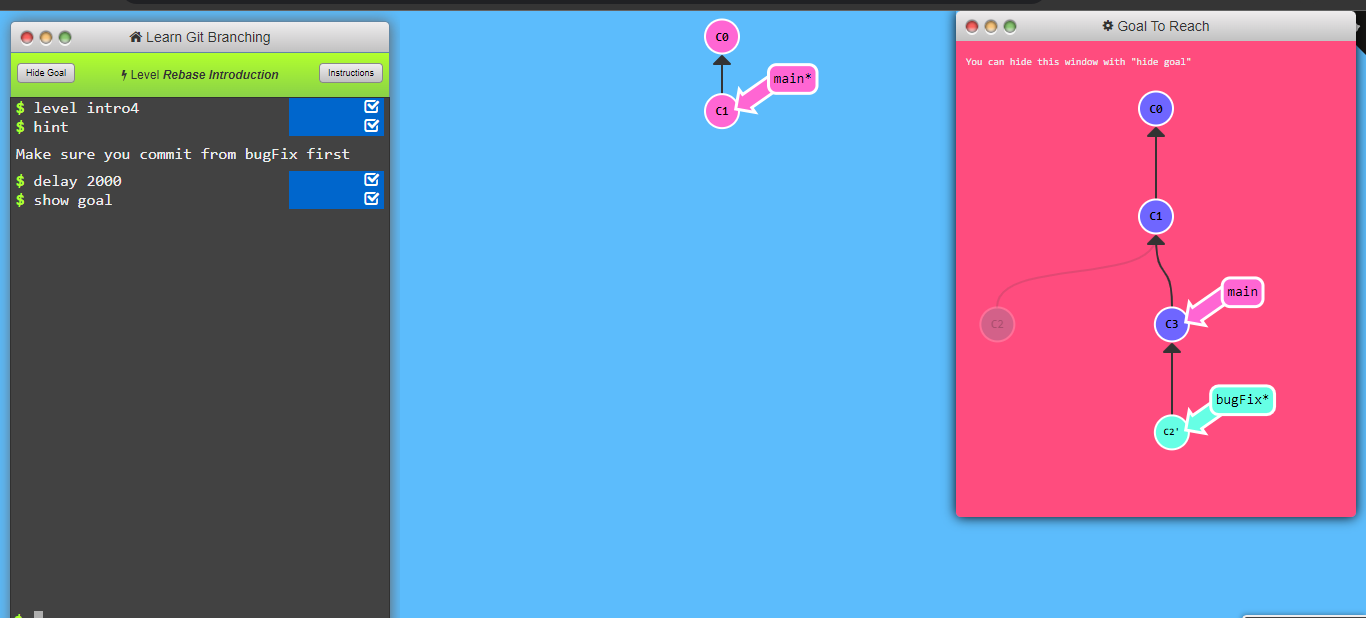 Learn Git Branching
Hide Goal
Level Rebase Introduction
Instructions
$ level intro4
$ hint
Make sure you commit from bugFix first
$ delay 2000
$ show goal
$
C0
main*
C1
Goal To Reach
You can hide this window with "hide goal"
C0
C1
main
C2
C3
bugFix*
C2'